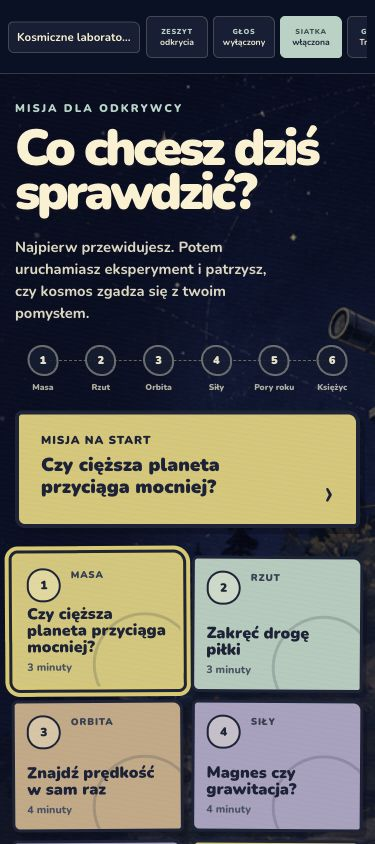 Kosmiczne laborato...
ZESZYT
odkrycia
GŁOS
wyłączony
SIATKA
włączona
MISJA DLA ODKRYWCY
Co chcesz dziś
sprawdzić?
Najpierw przewidujesz. Potem
uruchamiasz eksperyment i patrzysz,
czy kosmos zgadza się z twoim
pomysłem.
1 2 3 4 5 6
Masa Rzut Orbita Siły Pory roku Księżyc
MISJA NA START
Czy cięższa planeta
przyciąga mocniej?
›
1 MASA
Czy cięższa
planeta przyciąga
mocniej?
3 minuty
2 RZUT
Zakręć drogę
piłki
3 minuty
3 ORBITA
Znajdź prędkość
w sam raz
4 minuty
4 SIŁY
Magnes czy
grawitacja?
4 minuty